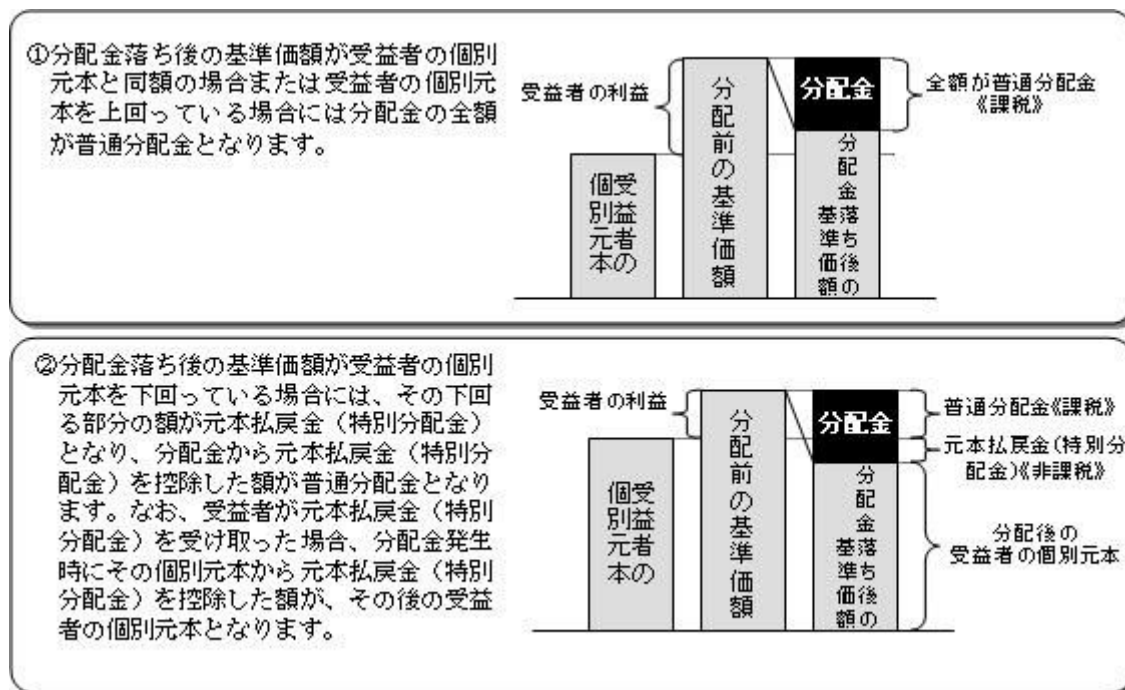 ①分配金落ち後の基準価額が受益者の個別
元本と同額の場合または受益者の個別元
本を上回っている場合には分配金の全額
が普通分配金となります。
受益者の利益
受益者の
個別元本
分配前の基準価額
分配金
分配金落ち後の
基準価額
全額が普通分配金
《課税》
②分配金落ち後の基準価額が受益者の個別
元本を下回っている場合には、その下回
る部分の額が元本払戻金（特別分配金）
となり、分配金から元本払戻金（特別分
配金）を控除した額が普通分配金となり
ます。なお、受益者が元本払戻金（特別
分配金）を受け取った場合、分配金発生
時にその個別元本から元本払戻金（特別
分配金）を控除した額が、その後の受益
者の個別元本となります。
受益者の利益
受益者の
個別元本
分配前の基準価額
分配金
分配金落ち後の
基準価額
普通分配金《課税》
元本払戻金(特別分
配金)《非課税》
分配後の
受益者の個別元本